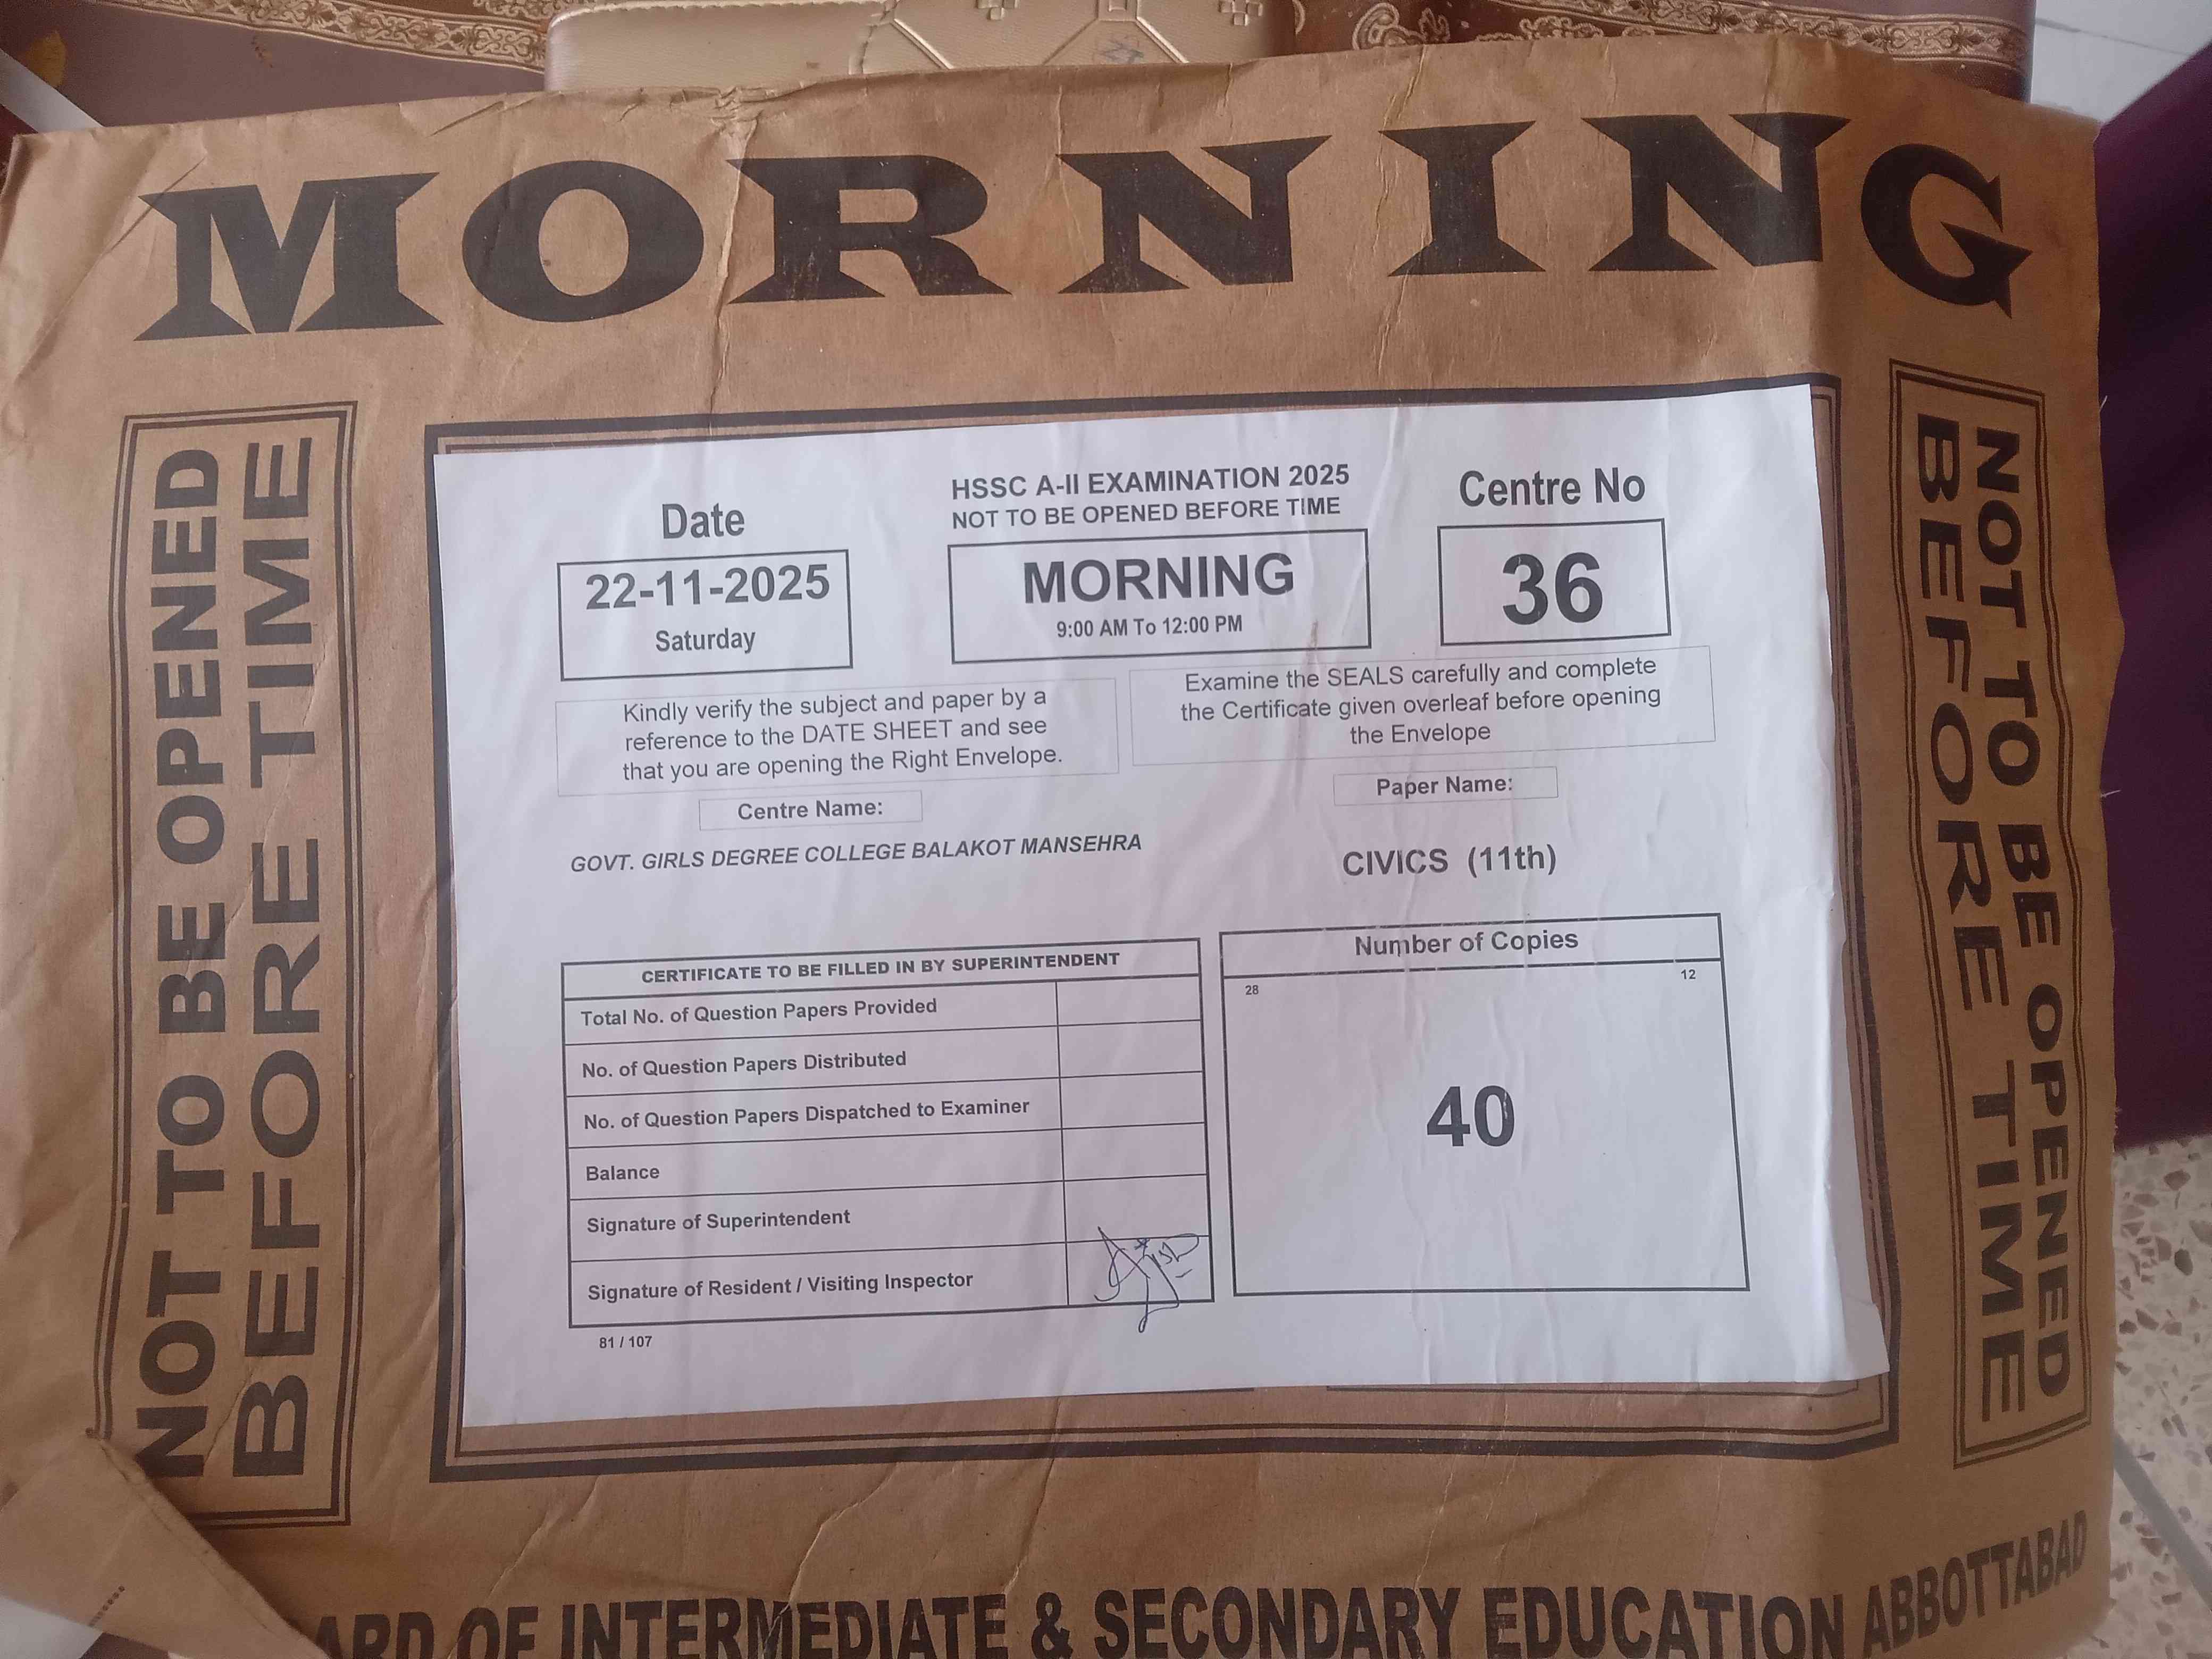 MORNING
NOT TO BE OPENED
BEFORE TIME
NOT TO BE OPENED
BEFORE TIME
HSSC A-II EXAMINATION 2025
NOT TO BE OPENED BEFORE TIME
Date
22-11-2025
Saturday
MORNING
9:00 AM To 12:00 PM
Centre No
36
Kindly verify the subject and paper by a
reference to the DATE SHEET and see
that you are opening the Right Envelope.
Examine the SEALS carefully and complete
the Certificate given overleaf before opening
the Envelope
Centre Name:
GOVT. GIRLS DEGREE COLLEGE BALAKOT MANSEHRA
Paper Name:
CIVICS (11th)
CERTIFICATE TO BE FILLED IN BY SUPERINTENDENT
Total No. of Question Papers Provided
No. of Question Papers Distributed
No. of Question Papers Dispatched to Examiner
Balance
Signature of Superintendent
Signature of Resident / Visiting Inspector
81 / 107
Number of Copies
28
12
40
ARD OF INTERMEDIATE & SECONDARY EDUCATION ABBOTTABAD